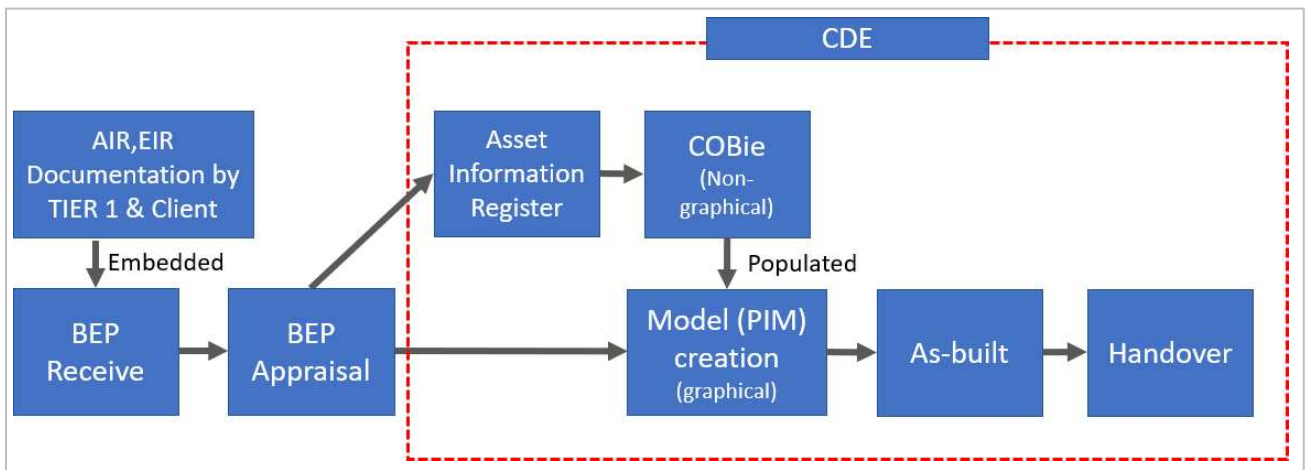 CDE
AIR,EIR
Documentation by
TIER 1 & Client
Asset
Information
Register
COBie
(Non-
graphical)
Embedded
Populated
BEP
Receive
BEP
Appraisal
Model (PIM)
creation
(graphical)
As-built
Handover